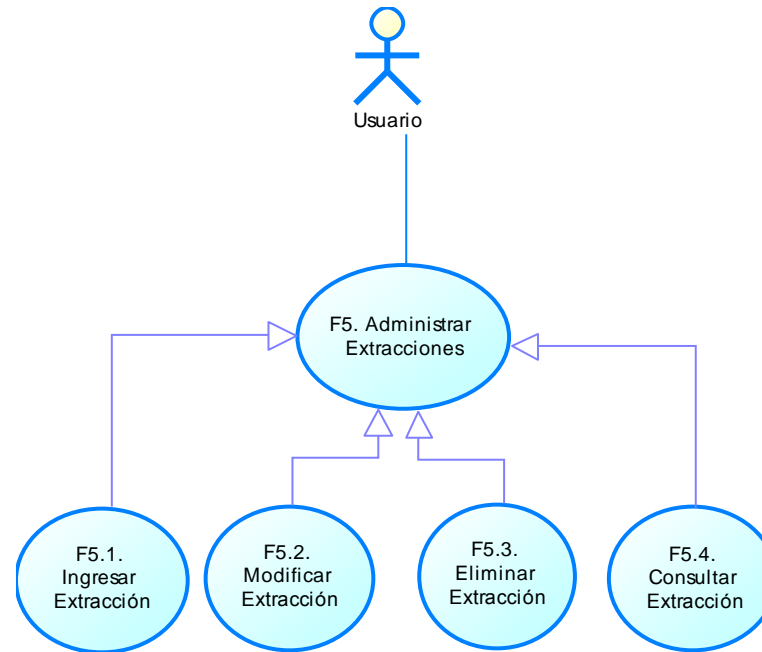 Usuario
F5. Administrar
Extracciones
F5.1.
Ingresar
Extracción
F5.2.
Modificar
Extracción
F5.3.
Eliminar
Extracción
F5.4.
Consultar
Extracción